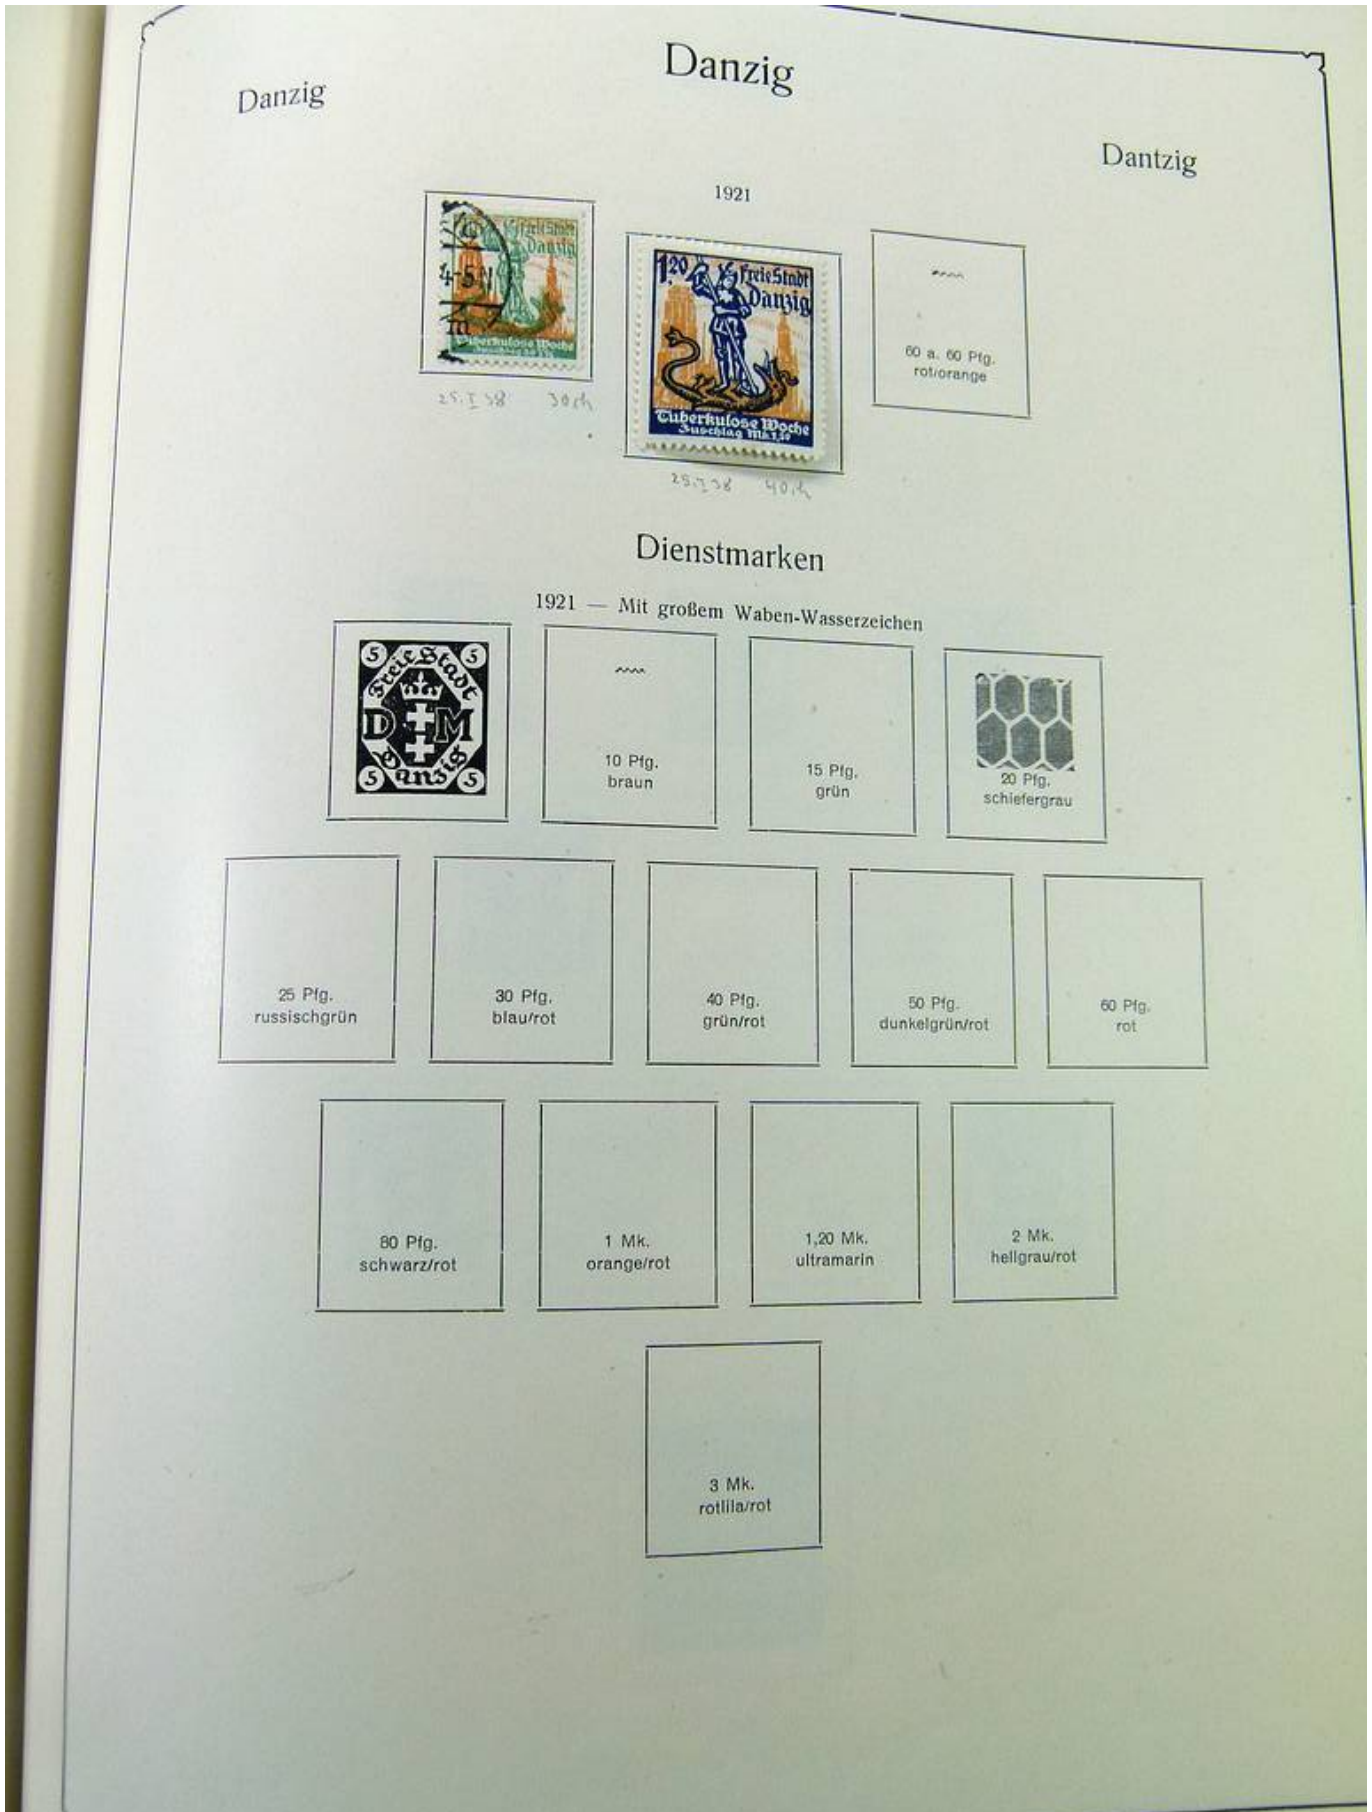 Danzig
Danzig
Dantzig
1921
Freie Stadt
Danzig
4-5N
m
Tuberkulose Woche
1,20
Freie Stadt
Danzig
Tuberkulose Woche
Zuschlag Mk. 1,20
60 a. 60 Pfg.
rot/orange
25. I 38 30 ch
25. I 38 40 ch
Dienstmarken
1921 — Mit großem Waben-Wasserzeichen
5 5
Freie Stadt
D M
Danzig
5 5
10 Pfg.
braun
15 Pfg.
grün
20 Pfg.
schiefergrau
25 Pfg.
russischgrün
30 Pfg.
blau/rot
40 Pfg.
grün/rot
50 Pfg.
dunkelgrün/rot
60 Pfg.
rot
80 Pfg.
schwarz/rot
1 Mk.
orange/rot
1,20 Mk.
ultramarin
2 Mk.
hellgrau/rot
3 Mk.
rotlila/rot